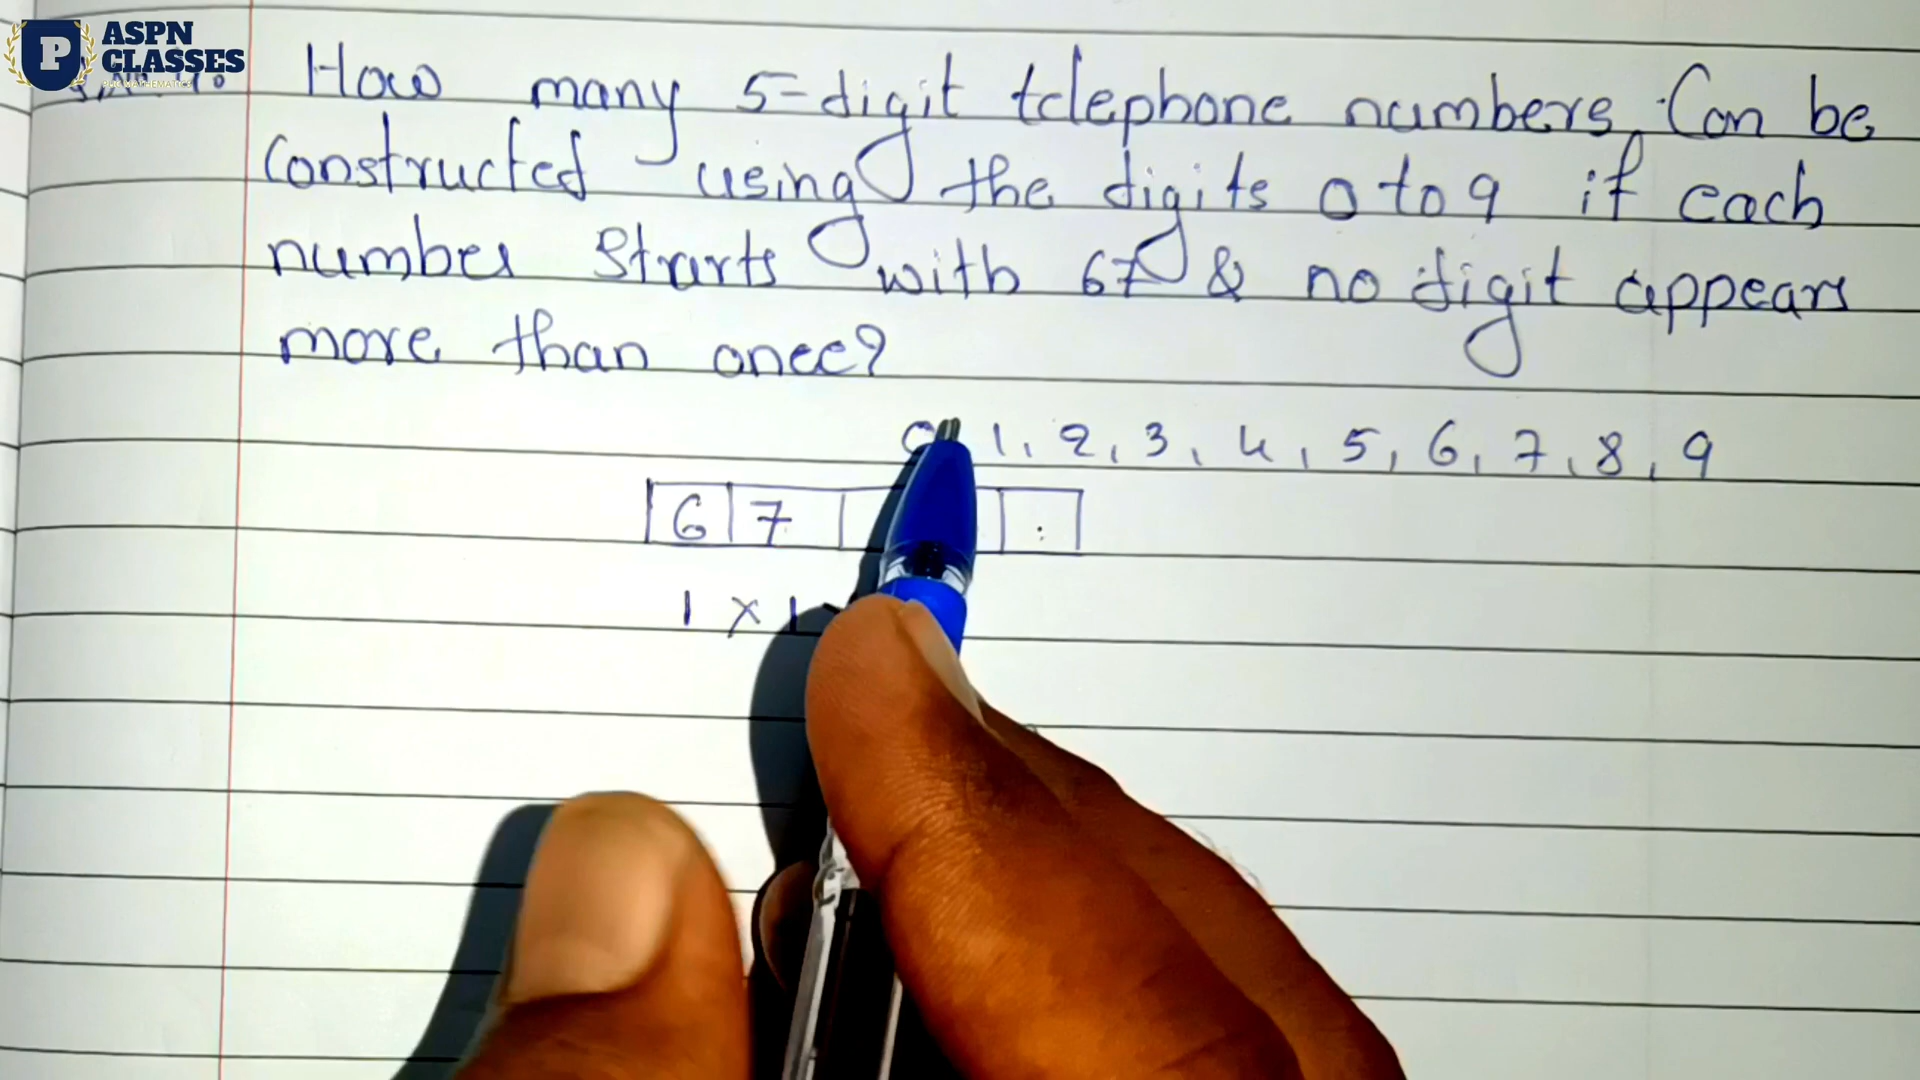 P ASPN
CLASSES
How many 5-digit telephone numbers, Can be
constructed using the digits 0 to 9 if each
number starts with 67 & no digit appears
more than once?
1, 2, 3, 4, 5, 6, 7, 8, 9
6 7
1 × 1